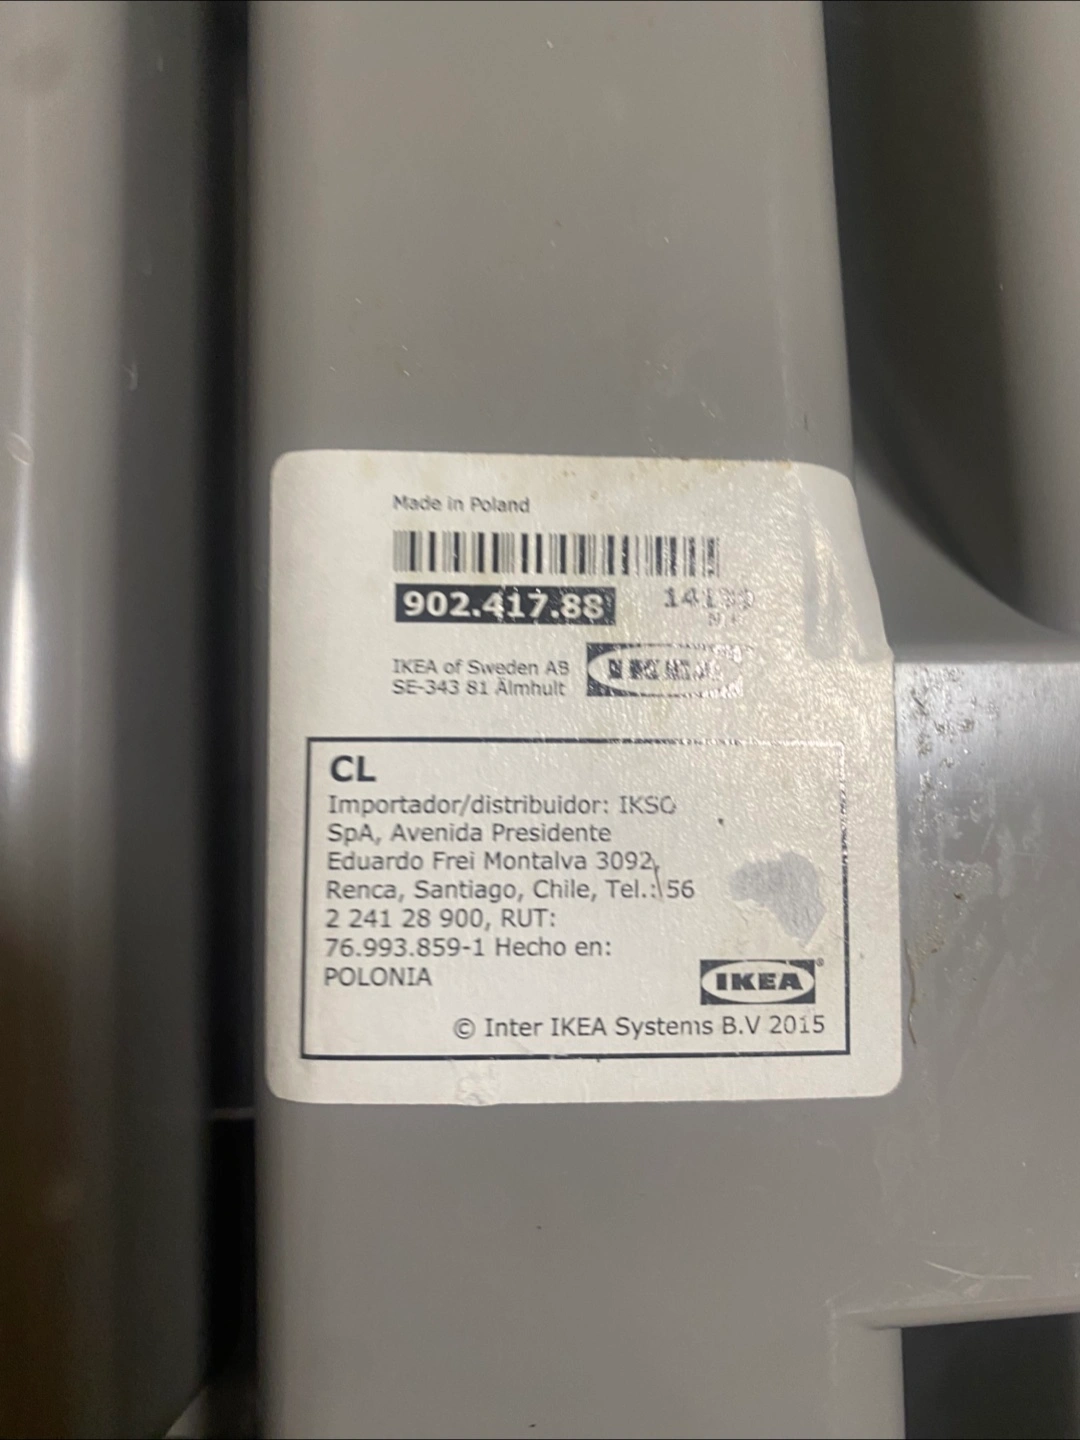 Made in Poland
902.417.88
IKEA of Sweden AB
SE-343 81 Älmhult
CL
Importador/distribuidor: IKSO
SpA, Avenida Presidente
Eduardo Frei Montalva 3092,
Renca, Santiago, Chile, Tel.: 56
2 241 28 900, RUT:
76.993.859-1 Hecho en:
POLONIA
IKEA®
© Inter IKEA Systems B.V 2015